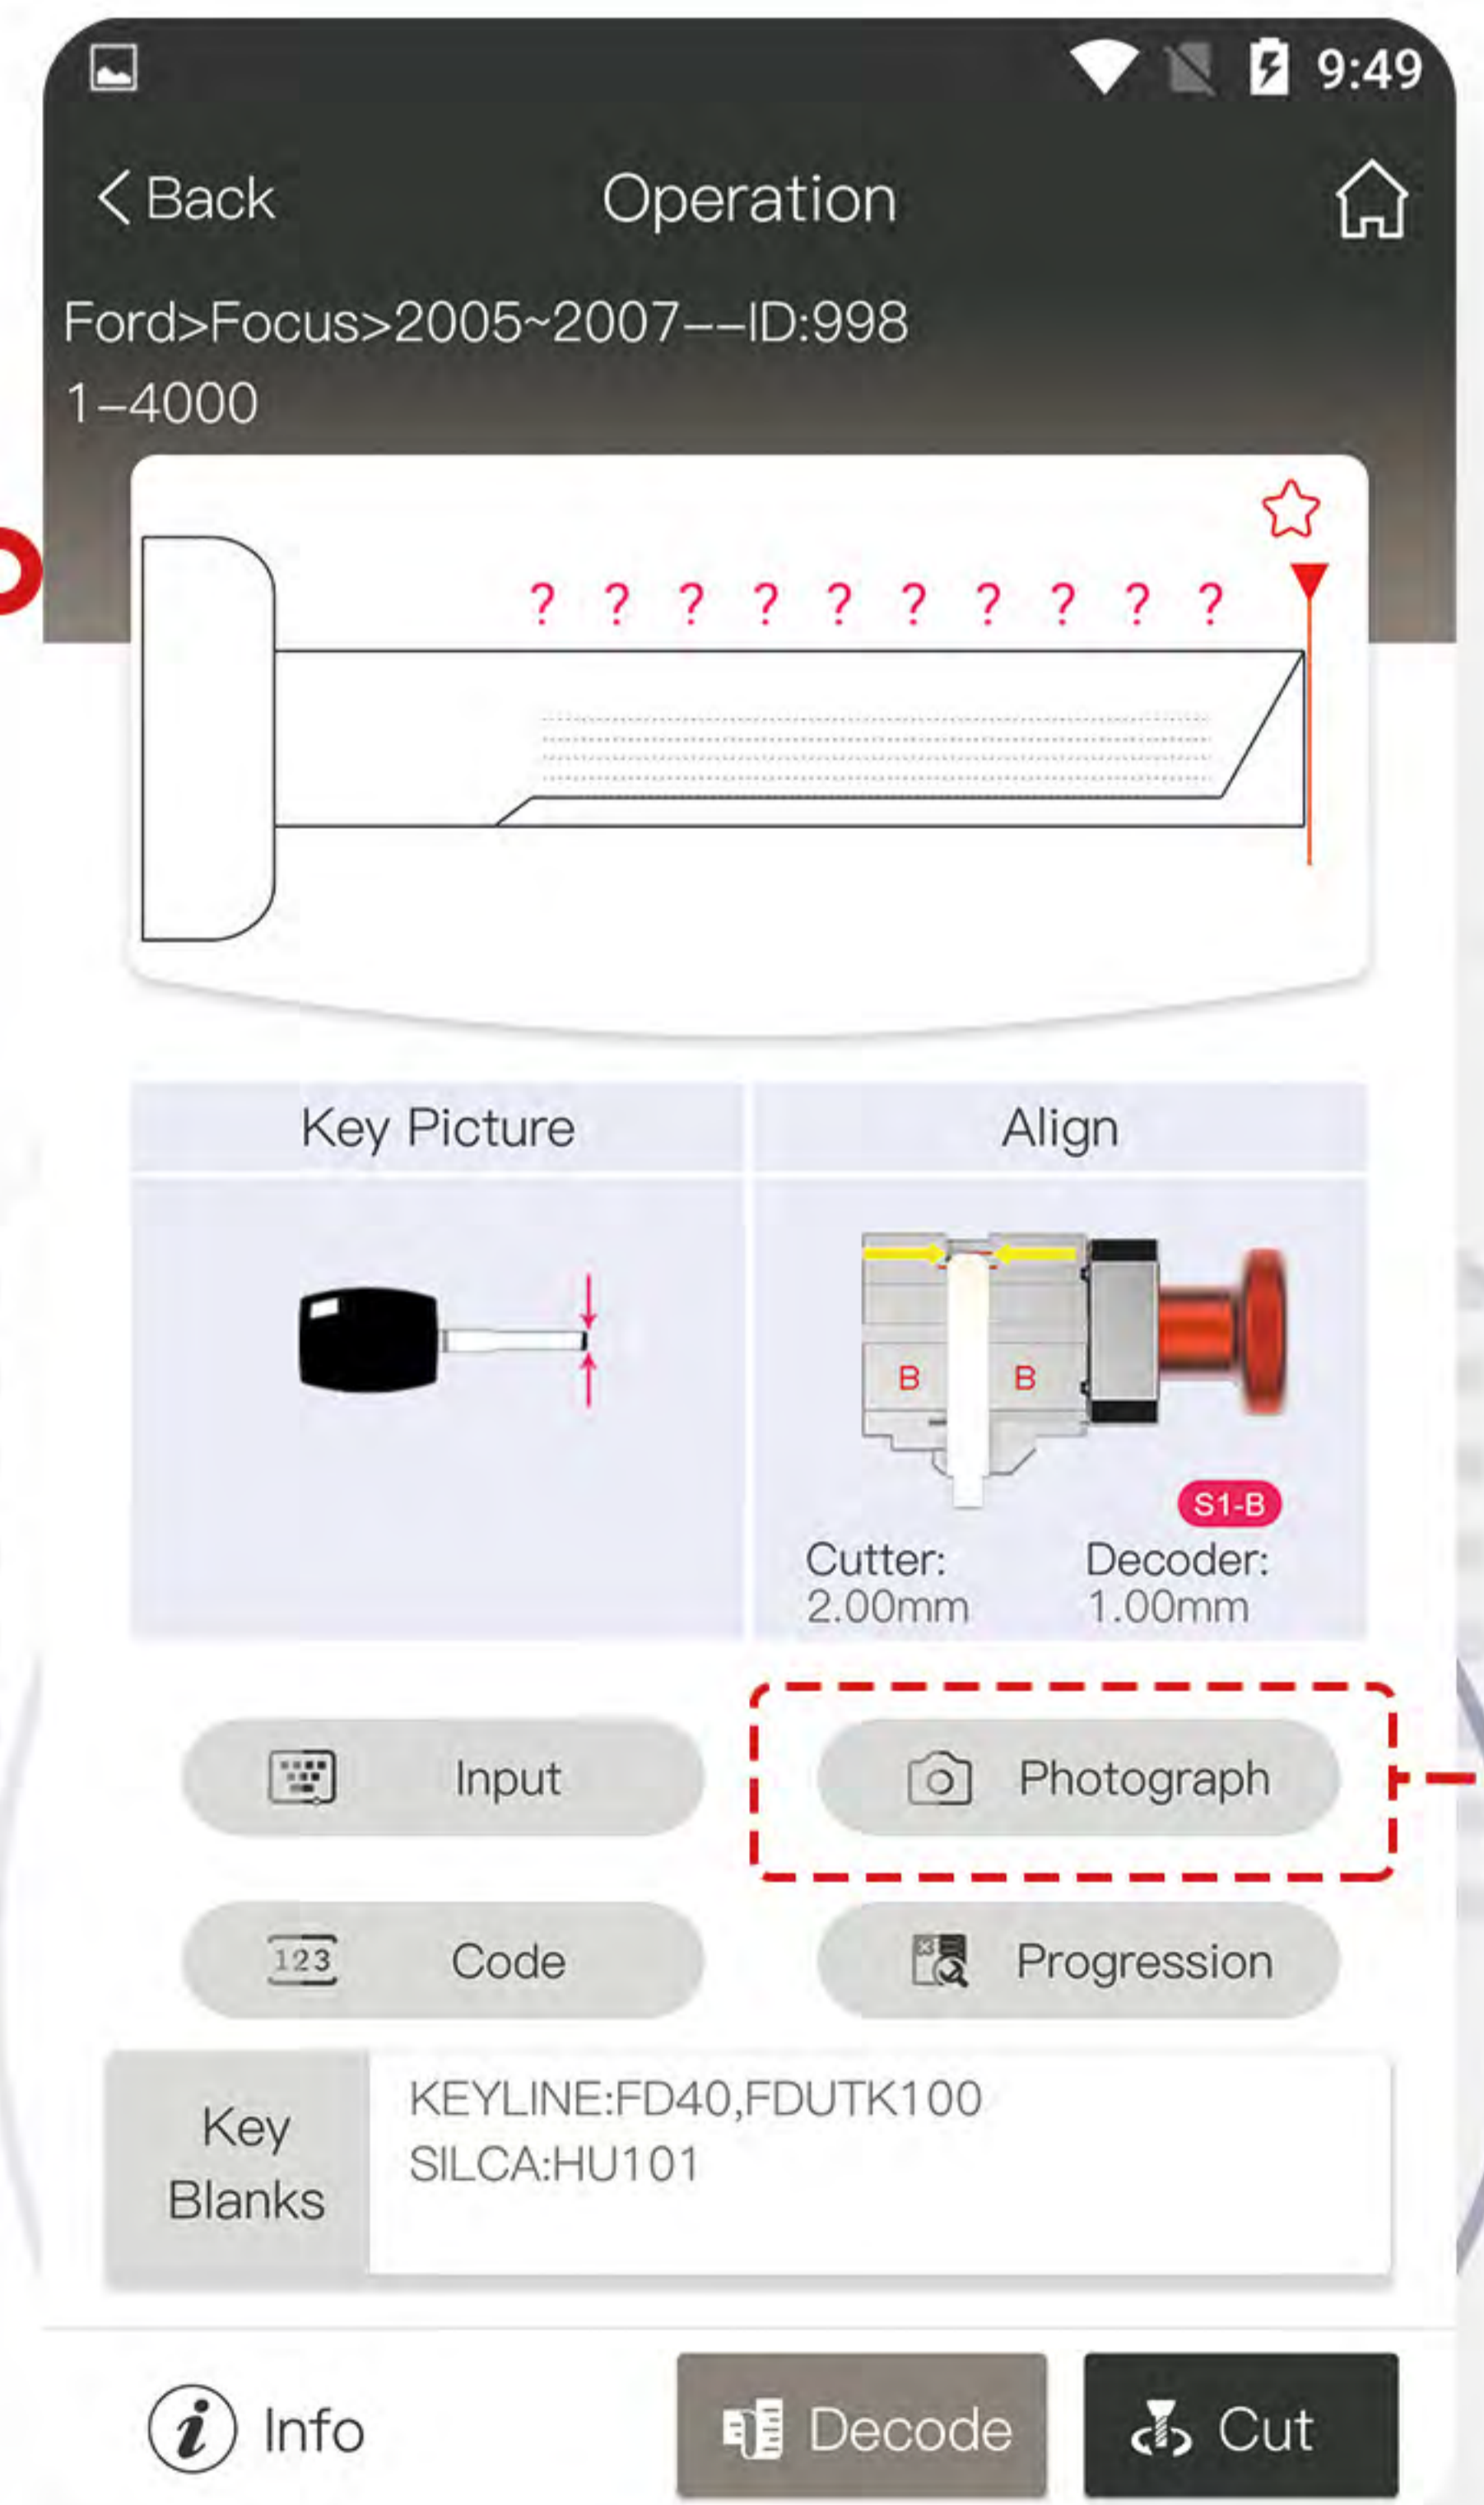 9:49
Back
Operation
Ford>Focus>2005~2007--ID:998
1-4000
? ? ? ? ? ? ? ? ? ?
Key Picture
Align
B B
S1-B
Cutter: Decoder:
2.00mm 1.00mm
Input
Photograph
123 Code
Progression
Key
Blanks
KEYLINE:FD40,FDUTK100
SILCA:HU101
i Info
Decode
Cut